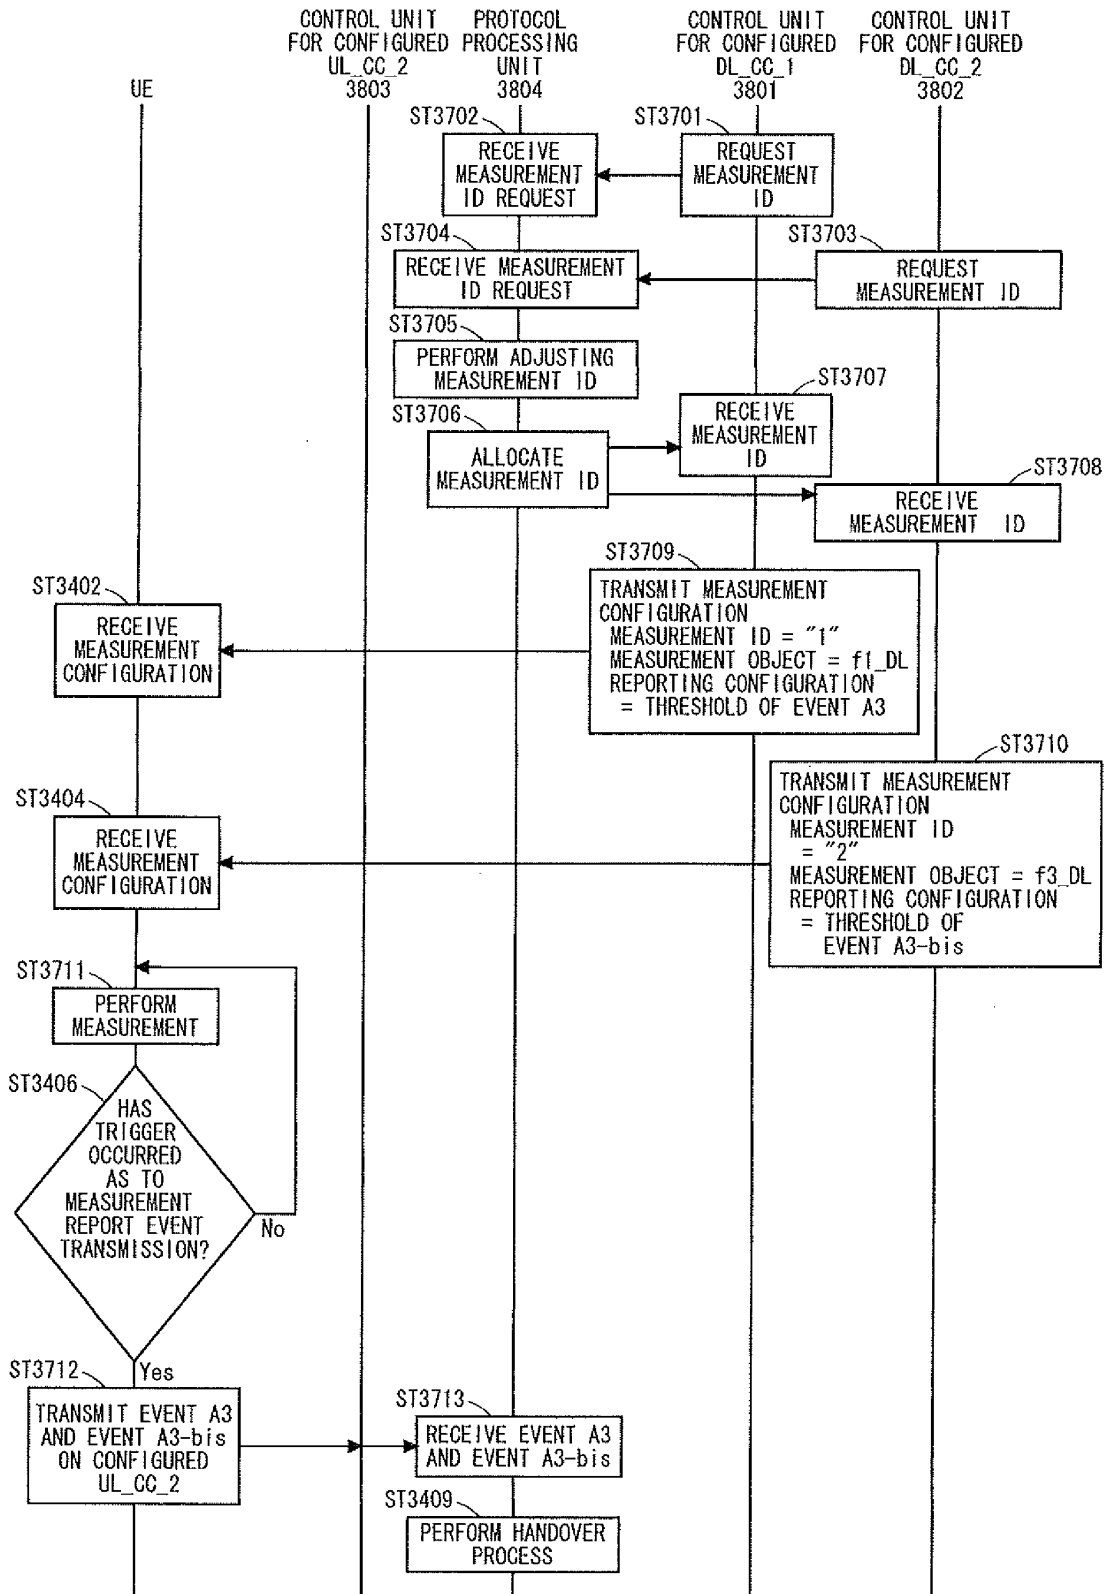 CONTROL UNIT
FOR CONFIGURED
UL_CC_2
3803
PROTOCOL
PROCESSING
UNIT
3804
CONTROL UNIT
FOR CONFIGURED
DL_CC_1
3801
CONTROL UNIT
FOR CONFIGURED
DL_CC_2
3802
UE
ST3702
RECEIVE
MEASUREMENT
ID REQUEST
ST3701
REQUEST
MEASUREMENT
ID
ST3704
RECEIVE MEASUREMENT
ID REQUEST
ST3703
REQUEST
MEASUREMENT ID
ST3705
PERFORM ADJUSTING
MEASUREMENT ID
ST3706
ALLOCATE
MEASUREMENT ID
ST3707
RECEIVE
MEASUREMENT
ID
ST3708
RECEIVE
MEASUREMENT ID
ST3402
RECEIVE
MEASUREMENT
CONFIGURATION
ST3709
TRANSMIT MEASUREMENT
CONFIGURATION
MEASUREMENT ID = "1"
MEASUREMENT OBJECT = f1_DL
REPORTING CONFIGURATION
= THRESHOLD OF EVENT A3
ST3404
RECEIVE
MEASUREMENT
CONFIGURATION
ST3710
TRANSMIT MEASUREMENT
CONFIGURATION
MEASUREMENT ID
= "2"
MEASUREMENT OBJECT = f3_DL
REPORTING CONFIGURATION
= THRESHOLD OF
EVENT A3-bis
ST3711
PERFORM
MEASUREMENT
ST3406
HAS
TRIGGER
OCCURRED
AS TO
MEASUREMENT
REPORT EVENT
TRANSMISSION?
No
Yes
ST3712
TRANSMIT EVENT A3
AND EVENT A3-bis
ON CONFIGURED
UL_CC_2
ST3713
RECEIVE EVENT A3
AND EVENT A3-bis
ST3409
PERFORM HANDOVER
PROCESS